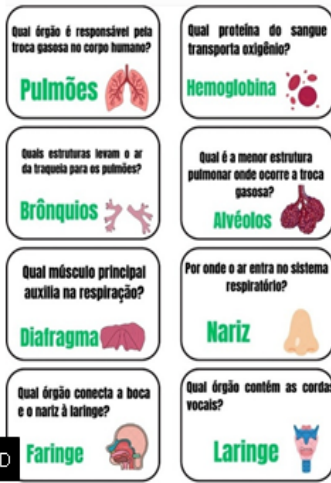 Qual órgão é responsável pela
troca gasosa no corpo humano?
Pulmões
Qual proteína do sangue
transporta oxigênio?
Hemoglobina
Quais estruturas levam o ar
da traqueia para os pulmões?
Brônquios
Qual é a menor estrutura
pulmonar onde ocorre a troca
gasosa?
Alvéolos
Qual músculo principal
auxilia na respiração?
Diafragma
Por onde o ar entra no sistema
respiratório?
Nariz
Qual órgão conecta a boca
e o nariz à laringe?
Faringe
Qual órgão contém as cordas
vocais?
Laringe
D